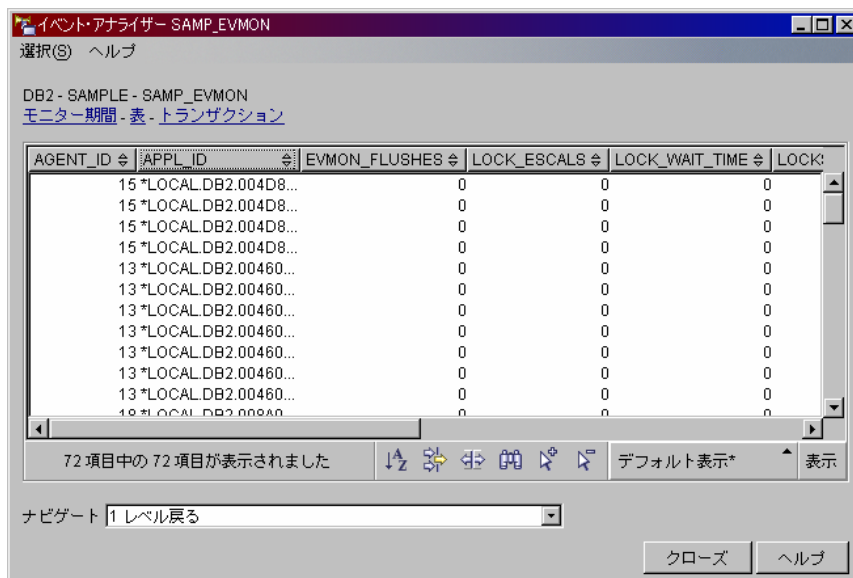 イベント・アナライザー SAMP_EVMON
選択(S) ヘルプ
DB2 - SAMPLE - SAMP_EVMON
モニター期間 - 表 - トランザクション
AGENT_ID APPL_ID EVMON_FLUSHES LOCK_ESCALS LOCK_WAIT_TIME LOCKS
15 *LOCAL.DB2.004D8... 0 0 0
15 *LOCAL.DB2.004D8... 0 0 0
15 *LOCAL.DB2.004D8... 0 0 0
15 *LOCAL.DB2.004D8... 0 0 0
13 *LOCAL.DB2.00460... 0 0 0
13 *LOCAL.DB2.00460... 0 0 0
13 *LOCAL.DB2.00460... 0 0 0
13 *LOCAL.DB2.00460... 0 0 0
13 *LOCAL.DB2.00460... 0 0 0
13 *LOCAL.DB2.00460... 0 0 0
13 *LOCAL.DB2.00460... 0 0 0
0 0 0
72 項目中の 72 項目が表示されました デフォルト表示* 表示
ナビゲート 1 レベル戻る
クローズ ヘルプ